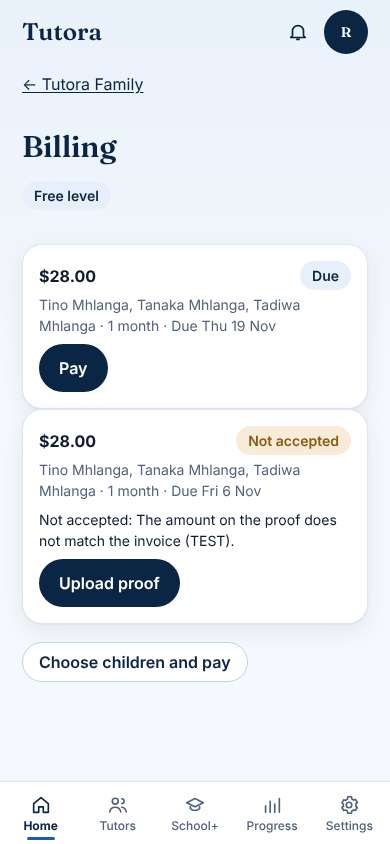 Tutora
R
← Tutora Family
Billing
Free level
$28.00
Due
Tino Mhlanga, Tanaka Mhlanga, Tadiwa
Mhlanga · 1 month · Due Thu 19 Nov
Pay
$28.00
Not accepted
Tino Mhlanga, Tanaka Mhlanga, Tadiwa
Mhlanga · 1 month · Due Fri 6 Nov
Not accepted: The amount on the proof does
not match the invoice (TEST).
Upload proof
Choose children and pay
Home
Tutors
School+
Progress
Settings